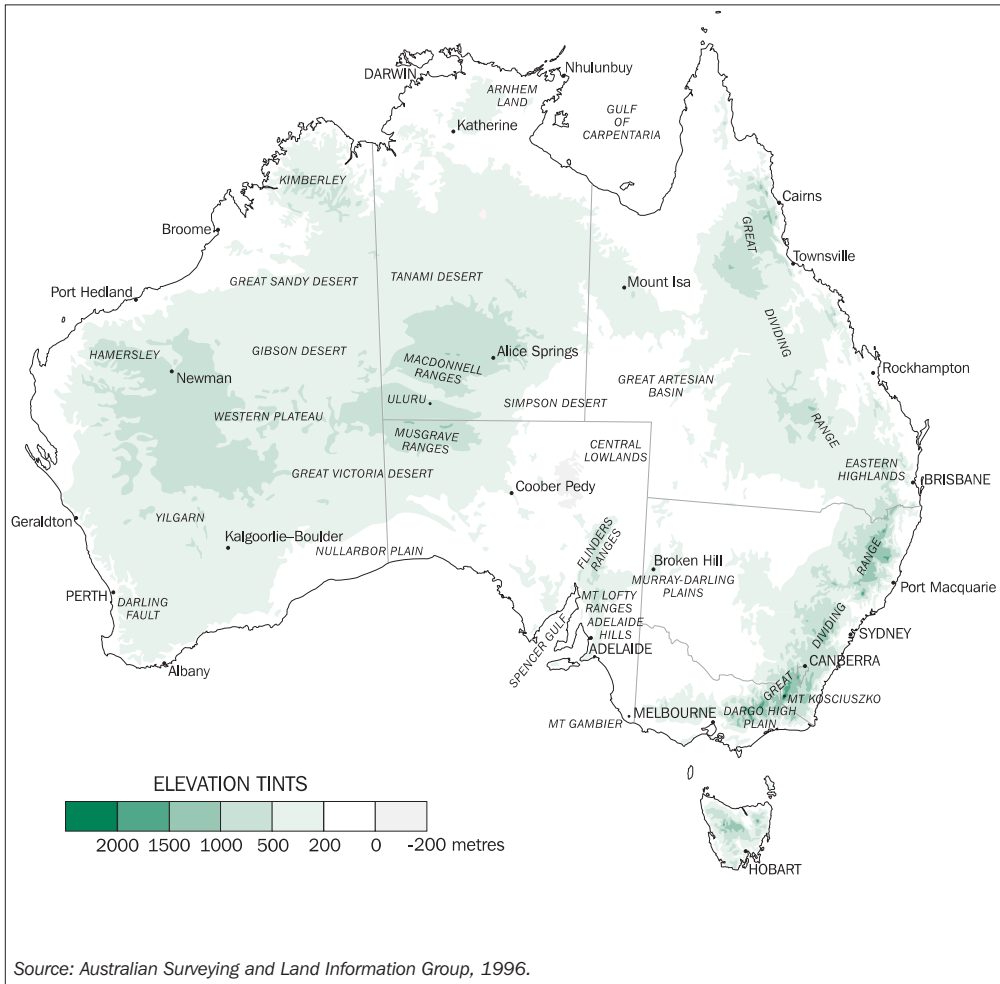 DARWIN
Nhulunbuy
ARNHEM
LAND
GULF
OF
CARPENTARIA
Katherine
KIMBERLEY
Cairns
Broome
GREAT
Townsville
GREAT SANDY DESERT
TANAMI DESERT
Mount Isa
Port Hedland
DIVIDING
HAMERSLEY
GIBSON DESERT
Alice Springs
MACDONNELL
RANGES
Newman
GREAT ARTESIAN
BASIN
Rockhampton
ULURU
SIMPSON DESERT
WESTERN PLATEAU
RANGE
MUSGRAVE
RANGES
CENTRAL
LOWLANDS
EASTERN
HIGHLANDS
GREAT VICTORIA DESERT
BRISBANE
Coober Pedy
Geraldton
YILGARN
Kalgoorlie–Boulder
NULLARBOR PLAIN
FLINDERS
RANGES
Broken Hill
RANGE
MURRAY-DARLING
PLAINS
Port Macquarie
PERTH
DARLING
FAULT
MT LOFTY
RANGES
ADELAIDE
HILLS
SPENCER GULF
ADELAIDE
DIVIDING
SYDNEY
Albany
CANBERRA
GREAT
MT KOSCIUSZKO
MT GAMBIER
MELBOURNE
DARGO HIGH
PLAIN
ELEVATION TINTS
2000 1500 1000 500 200 0 -200 metres
HOBART
Source: Australian Surveying and Land Information Group, 1996.